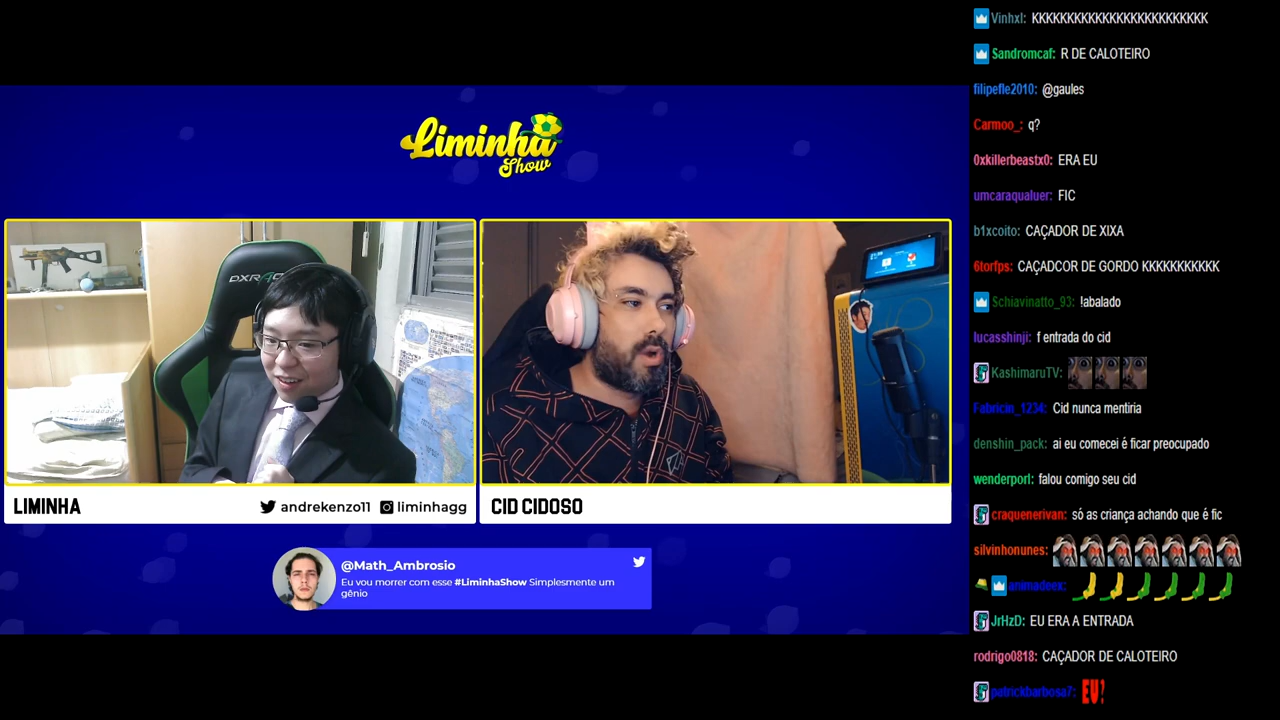 Liminha
Show
DXRACER
LIMINHA
andrekenzo11
liminhagg
CID CIDOSO
@Math_Ambrosio
Eu vou morrer com esse #LiminhaShow Simplesmente um
gênio
Vinhxl: KKKKKKKKKKKKKKKKKKKKKKKKK
Sandromcaf: R DE CALOTEIRO
filipefle2010: @gaules
Carmoo_: q?
0xkillerbeastx0: ERA EU
umcaraqualuer: FIC
b1xcoito: CAÇADOR DE XIXA
6torfps: CAÇADCOR DE GORDO KKKKKKKKKKK
Schiavinatto_93: !abalado
lucasshinji: f entrada do cid
KashimaruTV:
Fabricin_1234: Cid nunca mentiria
denshin_pack: ai eu comecei é ficar preocupado
wenderporl: falou comigo seu cid
craquenerivan: só as criança achando que é fic
silvinhonunes:
animadeex:
JrHzD: EU ERA A ENTRADA
rodrigo0818: CAÇADOR DE CALOTEIRO
patrickbarbosa7: EU?